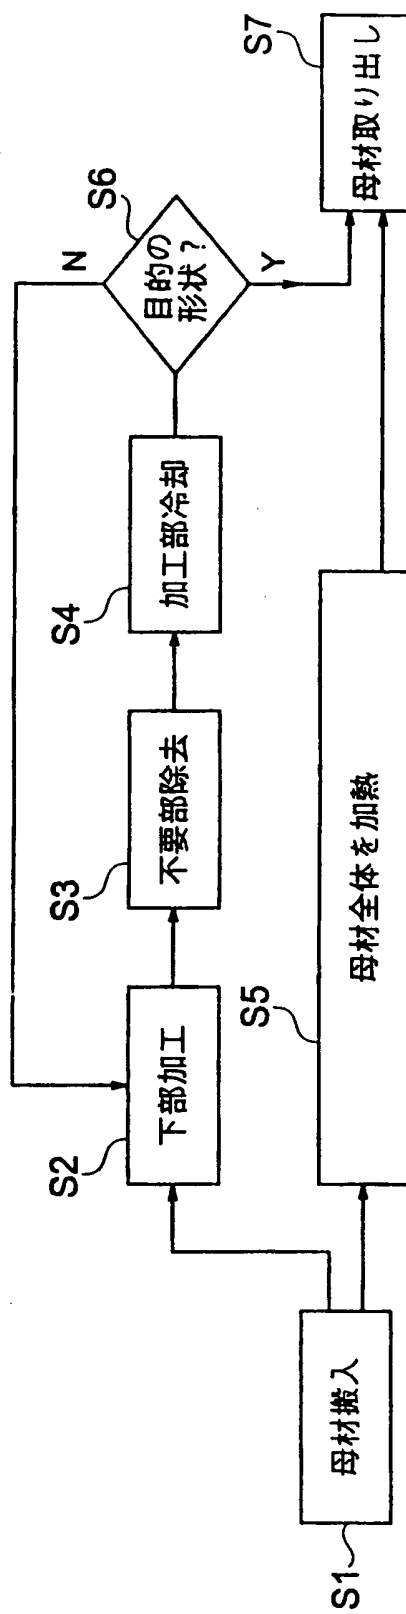 S1
母材搬入
S2
下部加工
S3
不要部除去
S4
加工部冷却
S6
目的の
形状?
N
Y
S5
母材全体を加熱
S7
母材取り出し